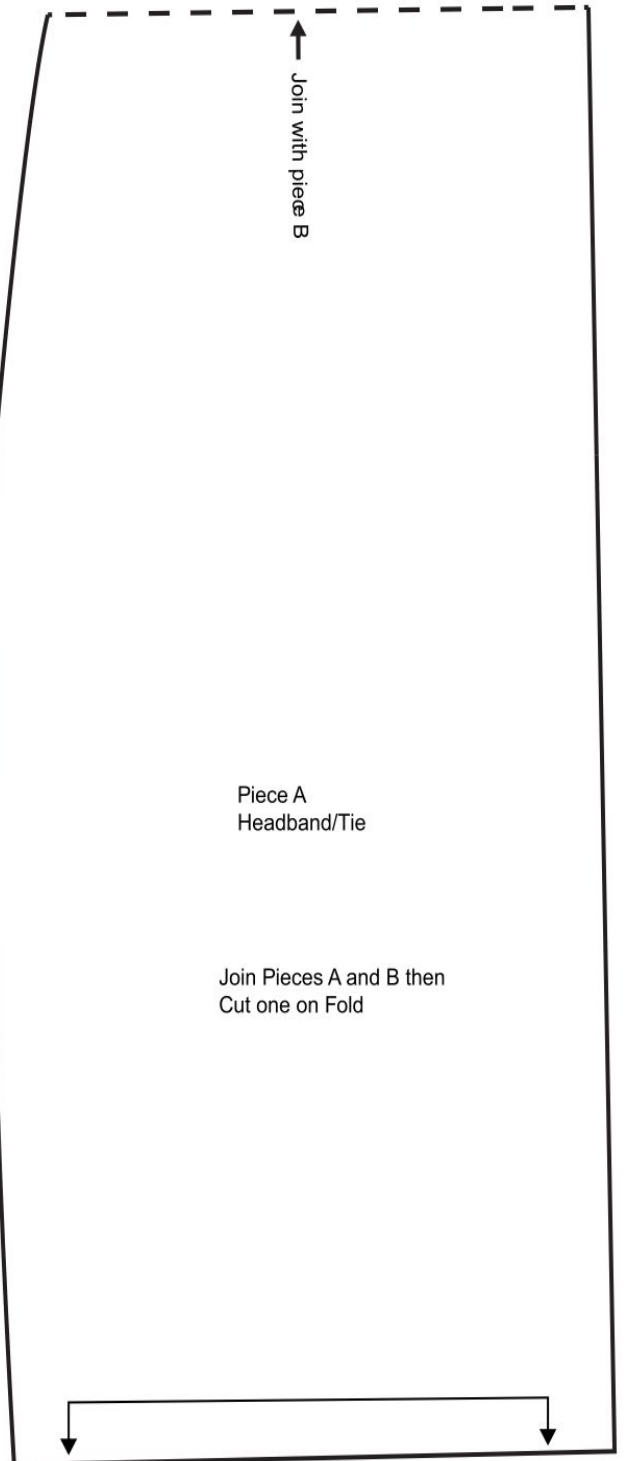 Join with piece B
Piece A
Headband/Tie
Join Pieces A and B then
Cut one on Fold